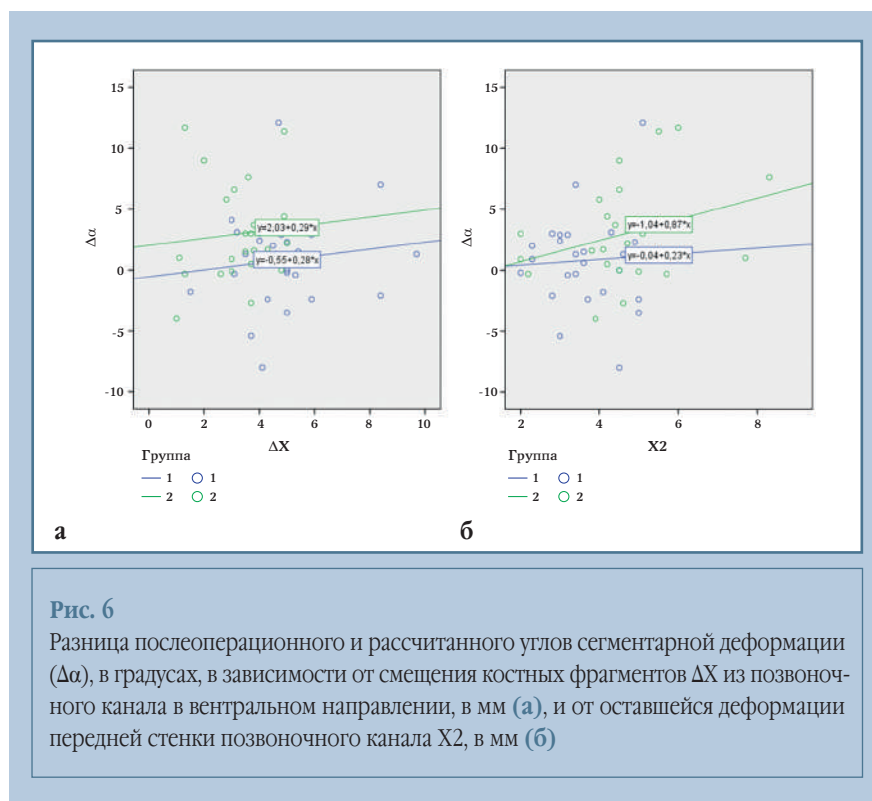 15
10
5
0
-5
-10
Δα
y=2,03+0,29*x
y=-0,55+0,28*x
0 2 4 6 8 10
ΔX
Группа
1 1
2 2
а
15
10
5
0
-5
-10
Δα
y=-1,04+0,87*x
y=-0,04+0,23*x
2 4 6 8
X2
Группа
1 1
2 2
б
Рис. 6
Разница послеоперационного и рассчитанного углов сегментарной деформации
(Δα), в градусах, в зависимости от смещения костных фрагментов ΔX из позвоноч-
ного канала в вентральном направлении, в мм (а), и от оставшейся деформации
передней стенки позвоночного канала X2, в мм (б)